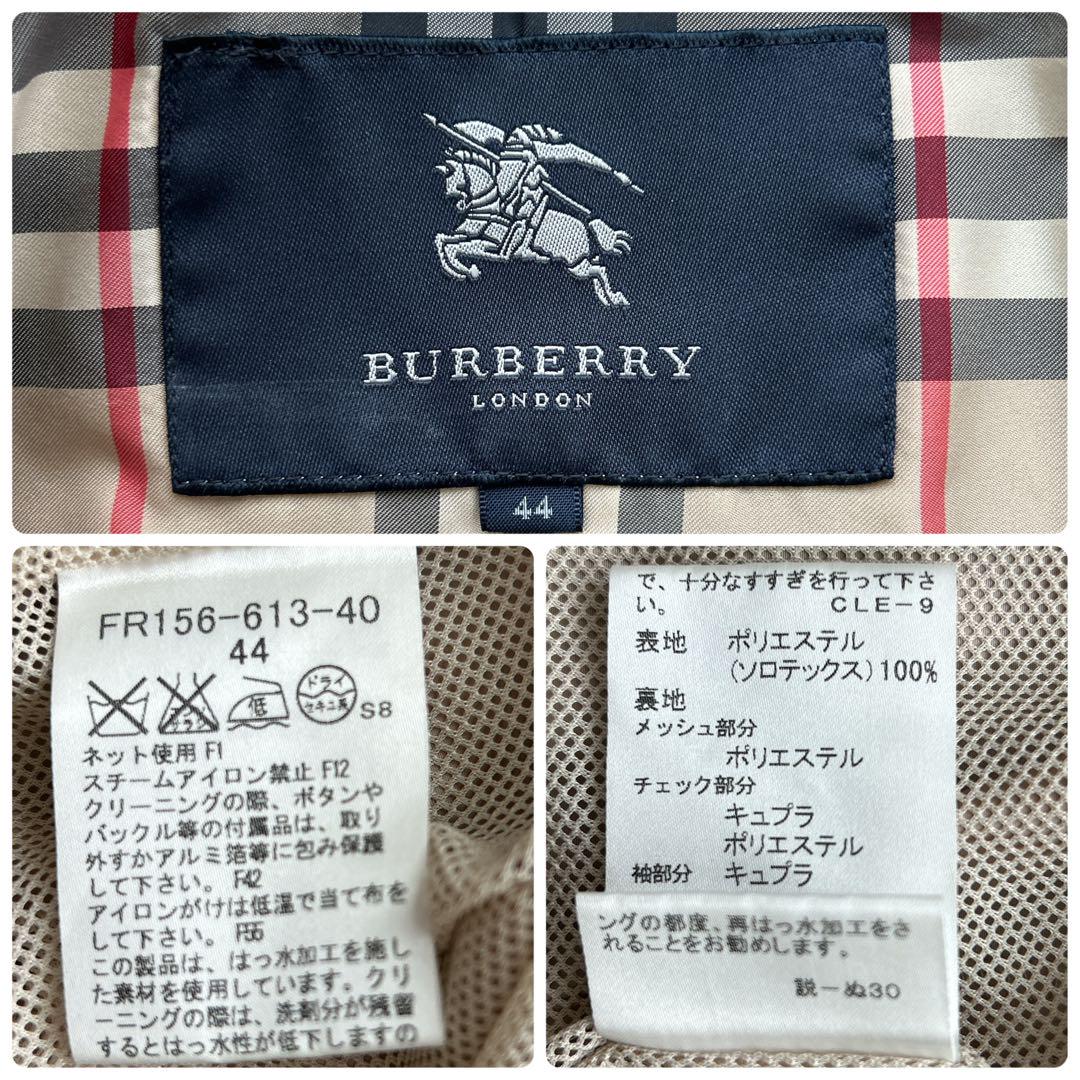 BURBERRY
LONDON
44
FR156-613-40
44
低
ドライ
セキユ系
S8
ネット使用 F1
スチームアイロン禁止 F12
クリーニングの際、ボタンや
バックル等の付属品は、取り
外すかアルミ箔等に包み保護
して下さい。 F42
アイロンがけは低温で当て布を
して下さい。 F55
この製品は、はっ水加工を施し
た素材を使用しています。クリ
ーニングの際は、洗剤分が残留
するとはっ水性が低下しますの
で、十分なすすぎを行って下さ
い。 CLE-9
表地 ポリエステル
(ソロテックス)100%
裏地
メッシュ部分
ポリエステル
チェック部分
キュプラ
ポリエステル
袖部分 キュプラ
ングの都度、再はっ水加工をさ
れることをお勧めします。
説-ぬ30